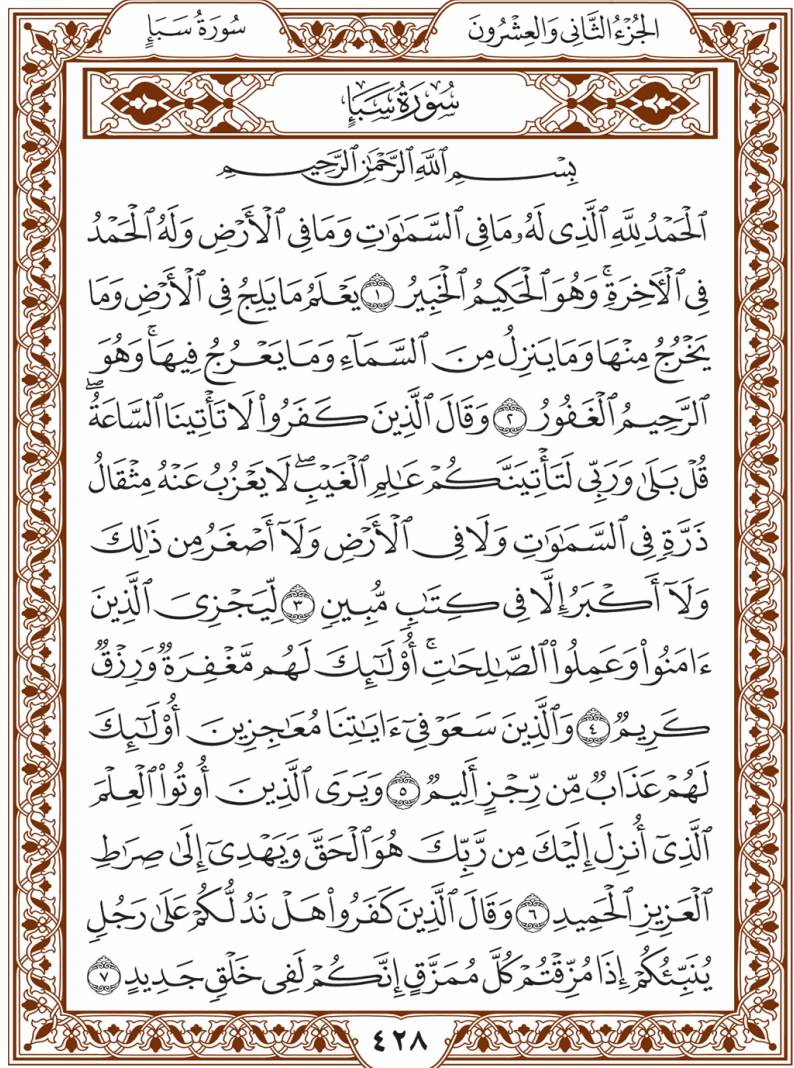 الجُزْءُ الثَّانِي وَالعِشْرُونَ
سُورَةُ سَبَإٍ
سُورَةُ سَبَإٍ
بِسْمِ ٱللَّهِ ٱلرَّحْمَٰنِ ٱلرَّحِيمِ
ٱلْحَمْدُ لِلَّهِ ٱلَّذِى لَهُۥ مَا فِى ٱلسَّمَٰوَٰتِ وَمَا فِى ٱلْأَرْضِ وَلَهُ ٱلْحَمْدُ
فِى ٱلْءَاخِرَةِ ۚ وَهُوَ ٱلْحَكِيمُ ٱلْخَبِيرُ ١ يَعْلَمُ مَا يَلِجُ فِى ٱلْأَرْضِ وَمَا
يَخْرُجُ مِنْهَا وَمَا يَنزِلُ مِنَ ٱلسَّمَآءِ وَمَا يَعْرُجُ فِيهَا ۚ وَهُوَ
ٱلرَّحِيمُ ٱلْغَفُورُ ٢ وَقَالَ ٱلَّذِينَ كَفَرُوا۟ لَا تَأْتِينَا ٱلسَّاعَةُ ۖ
قُلْ بَلَىٰ وَرَبِّى لَتَأْتِيَنَّكُمْ عَٰلِمِ ٱلْغَيْبِ ۖ لَا يَعْزُبُ عَنْهُ مِثْقَالُ
ذَرَّةٍ فِى ٱلسَّمَٰوَٰتِ وَلَا فِى ٱلْأَرْضِ وَلَآ أَصْغَرُ مِن ذَٰلِكَ
وَلَآ أَكْبَرُ إِلَّا فِى كِتَٰبٍ مُّبِينٍ ٣ لِّيَجْزِىَ ٱلَّذِينَ
ءَامَنُوا۟ وَعَمِلُوا۟ ٱلصَّٰلِحَٰتِ ۚ أُو۟لَٰٓئِكَ لَهُم مَّغْفِرَةٌ وَرِزْقٌ
كَرِيمٌ ٤ وَٱلَّذِينَ سَعَوْ فِىٓ ءَايَٰتِنَا مُعَٰجِزِينَ أُو۟لَٰٓئِكَ
لَهُمْ عَذَابٌ مِّن رِّجْزٍ أَلِيمٌ ٥ وَيَرَى ٱلَّذِينَ أُوتُوا۟ ٱلْعِلْمَ
ٱلَّذِىٓ أُنزِلَ إِلَيْكَ مِن رَّبِّكَ هُوَ ٱلْحَقَّ وَيَهْدِىٓ إِلَىٰ صِرَٰطِ
ٱلْعَزِيزِ ٱلْحَمِيدِ ٦ وَقَالَ ٱلَّذِينَ كَفَرُوا۟ هَلْ نَدُلُّكُمْ عَلَىٰ رَجُلٍ
يُنَبِّئُكُمْ إِذَا مُزِّقْتُمْ كُلَّ مُمَزَّقٍ إِنَّكُمْ لَفِى خَلْقٍ جَدِيدٍ ٧
٤٢٨